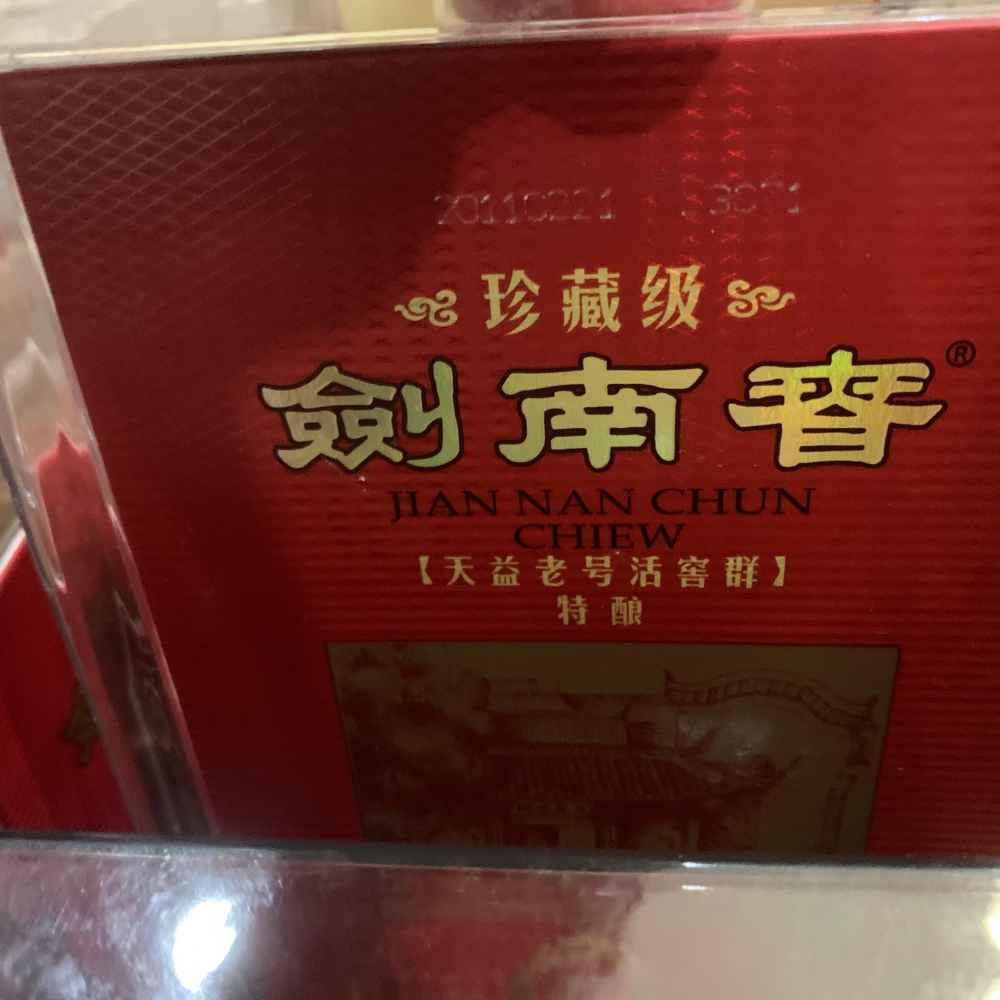 20110221
珍藏级
劍南春®
JIAN NAN CHUN
CHIEW
【天益老号活窖群】
特酿